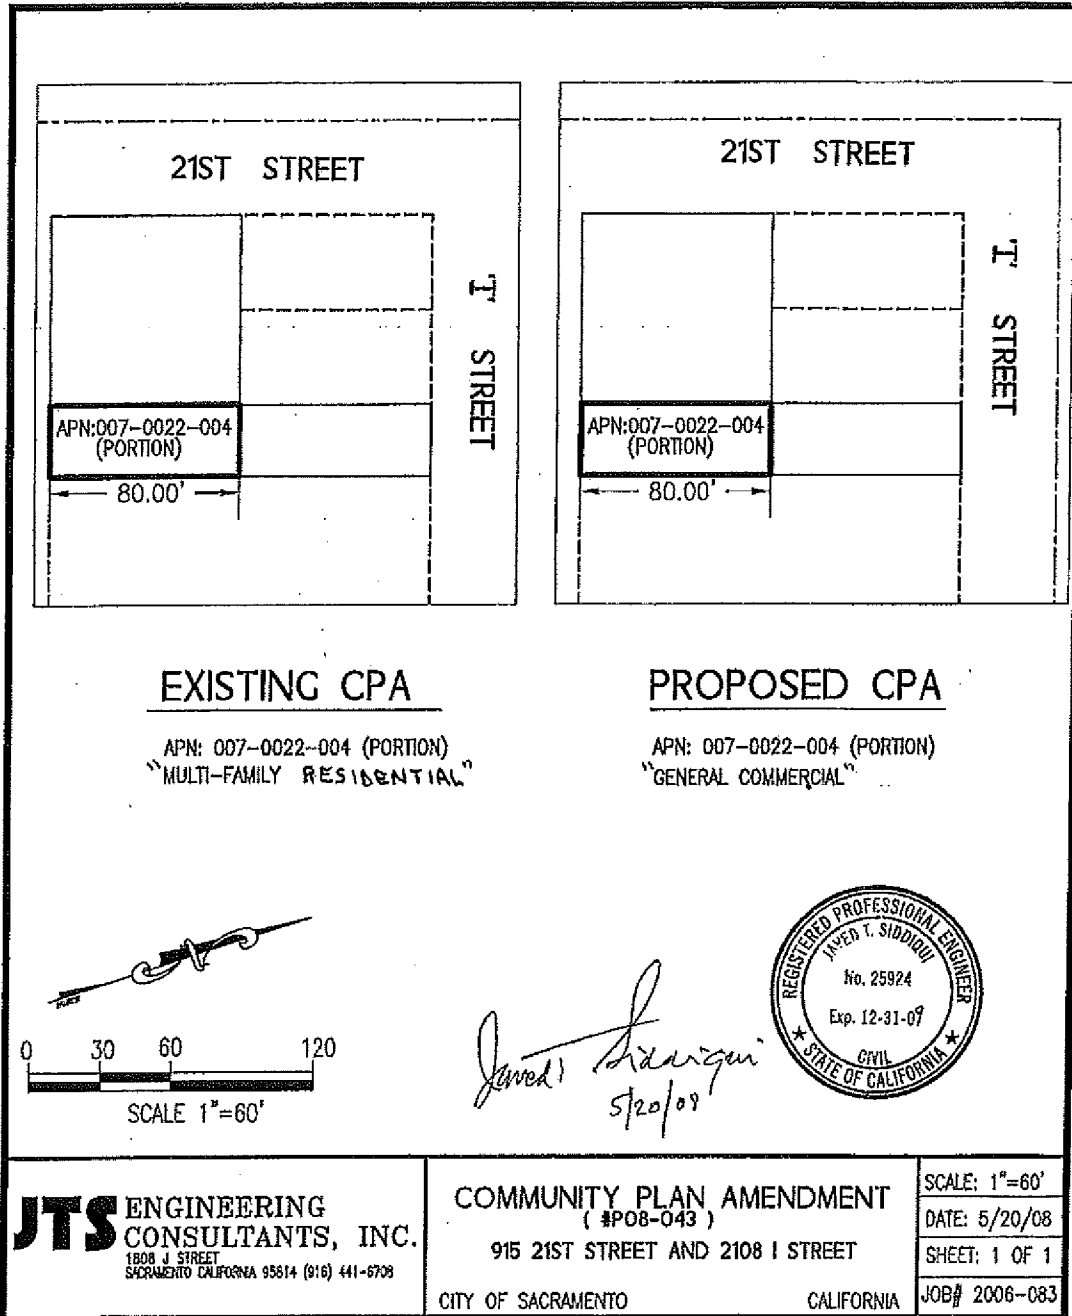 21ST STREET
'I' STREET
APN:007-0022-004
(PORTION)
80.00'
21ST STREET
'I' STREET
APN:007-0022-004
(PORTION)
80.00'
EXISTING CPA
APN: 007-0022-004 (PORTION)
"MULTI-FAMILY RESIDENTIAL"
PROPOSED CPA
APN: 007-0022-004 (PORTION)
"GENERAL COMMERCIAL"
0 30 60 120
SCALE 1"=60'
Javed Siddiqui
5/20/08
REGISTERED PROFESSIONAL ENGINEER
JAVED T. SIDDIQUI
No. 25924
Exp. 12-31-09
CIVIL
STATE OF CALIFORNIA
JTS ENGINEERING
CONSULTANTS, INC.
1808 J STREET
SACRAMENTO CALIFORNIA 95814 (916) 441-6708
COMMUNITY PLAN AMENDMENT
( #P08-043 )
915 21ST STREET AND 2108 I STREET
CITY OF SACRAMENTO CALIFORNIA
SCALE: 1"=60'
DATE: 5/20/08
SHEET: 1 OF 1
JOB# 2006-083